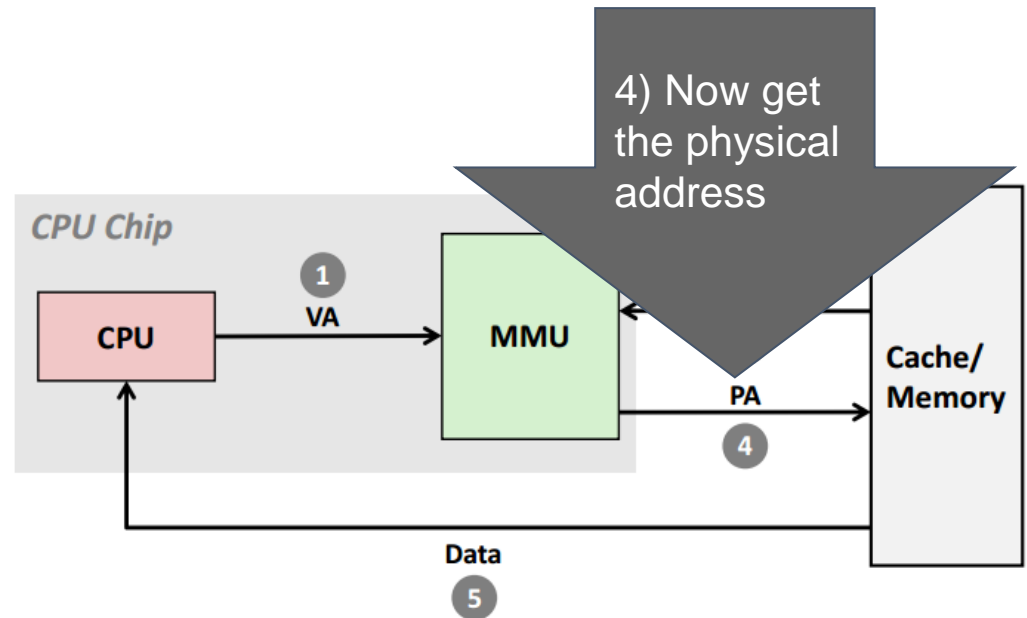 4) Now get
the physical
address
CPU Chip
1
VA
CPU
MMU
Cache/
Memory
PA
4
Data
5